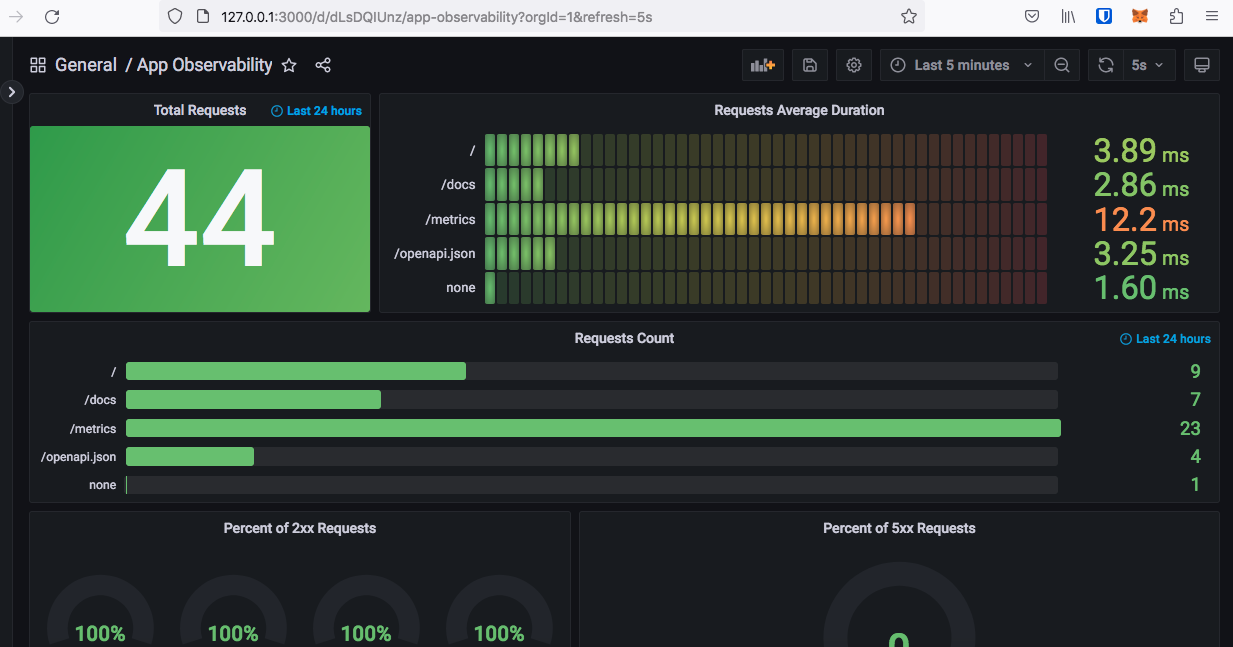 127.0.0.1:3000/d/dLsDQIUnz/app-observability?orgId=1&refresh=5s
General / App Observability
Last 5 minutes
5s
Total Requests
Last 24 hours
44
Requests Average Duration
/ 3.89 ms
/docs 2.86 ms
/metrics 12.2 ms
/openapi.json 3.25 ms
none 1.60 ms
Requests Count
Last 24 hours
/ 9
/docs 7
/metrics 23
/openapi.json 4
none 1
Percent of 2xx Requests
100% 100% 100% 100%
Percent of 5xx Requests
0